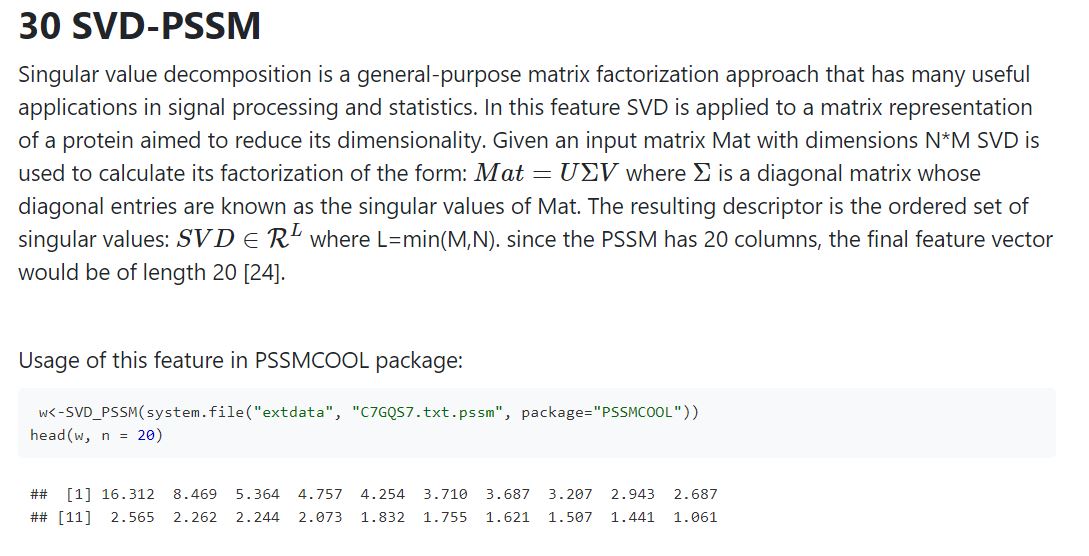 30 SVD-PSSM
Singular value decomposition is a general-purpose matrix factorization approach that has many useful
applications in signal processing and statistics. In this feature SVD is applied to a matrix representation
of a protein aimed to reduce its dimensionality. Given an input matrix Mat with dimensions N*M SVD is
used to calculate its factorization of the form: Mat = UΣV where Σ is a diagonal matrix whose
diagonal entries are known as the singular values of Mat. The resulting descriptor is the ordered set of
singular values: SVD ∈ ℛ^L where L=min(M,N). since the PSSM has 20 columns, the final feature vector
would be of length 20 [24].
Usage of this feature in PSSMCOOL package:
w<-SVD_PSSM(system.file("extdata", "C7GQS7.txt.pssm", package="PSSMCOOL"))
head(w, n = 20)
##  [1] 16.312  8.469  5.364  4.757  4.254  3.710  3.687  3.207  2.943  2.687
## [11]  2.565  2.262  2.244  2.073  1.832  1.755  1.621  1.507  1.441  1.061